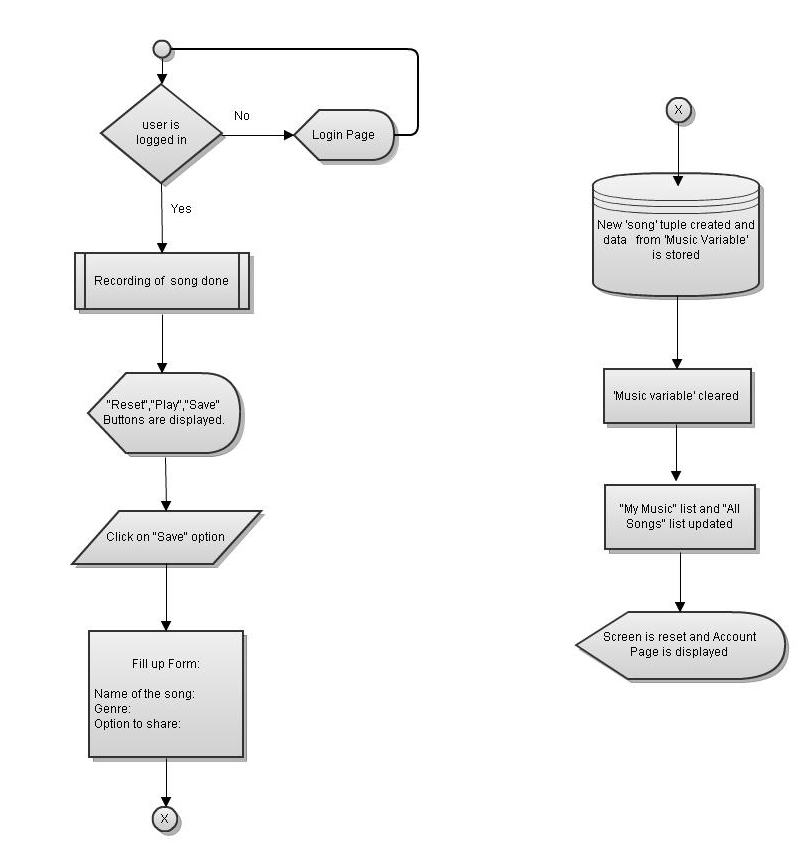 user is
logged in
No
Login Page
Yes
Recording of song done
"Reset","Play","Save"
Buttons are displayed.
Click on "Save" option
Fill up Form:
Name of the song:
Genre:
Option to share:
X
X
New 'song' tuple created and
data from 'Music Variable'
is stored
'Music variable' cleared
"My Music" list and "All
Songs" list updated
Screen is reset and Account
Page is displayed